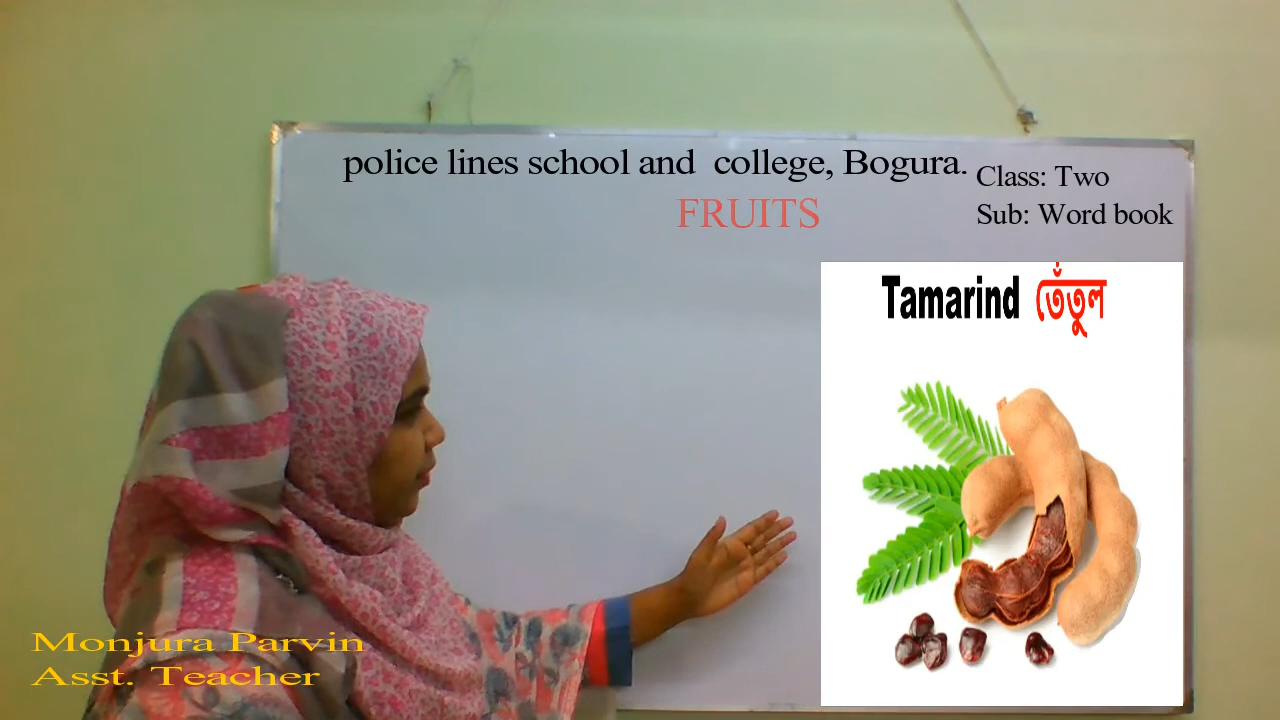 police lines school and college, Bogura.
Class: Two
FRUITS
Sub: Word book
Tamarind তেঁতুল
Monjura Parvin
Asst. Teacher